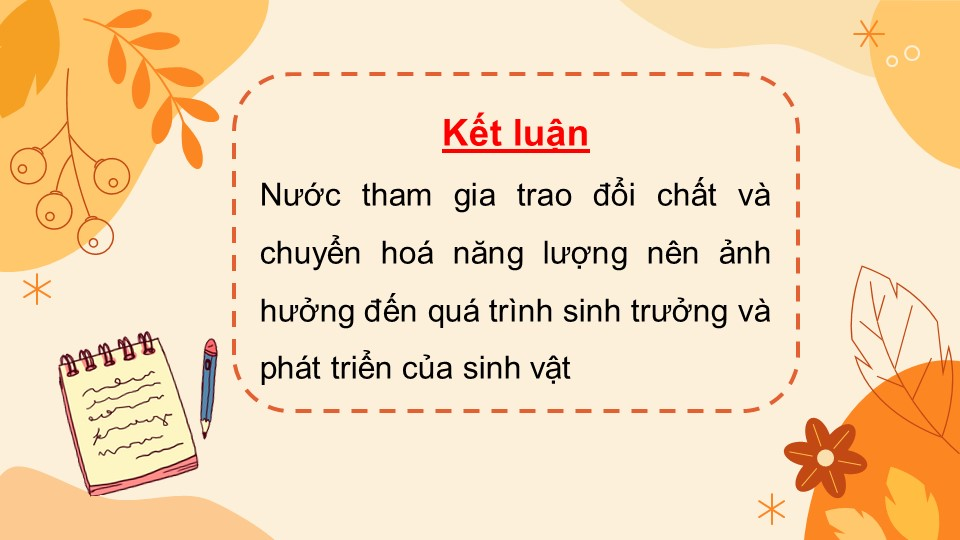 Kết luận
Nước tham gia trao đổi chất và
chuyển hoá năng lượng nên ảnh
hưởng đến quá trình sinh trưởng và
phát triển của sinh vật